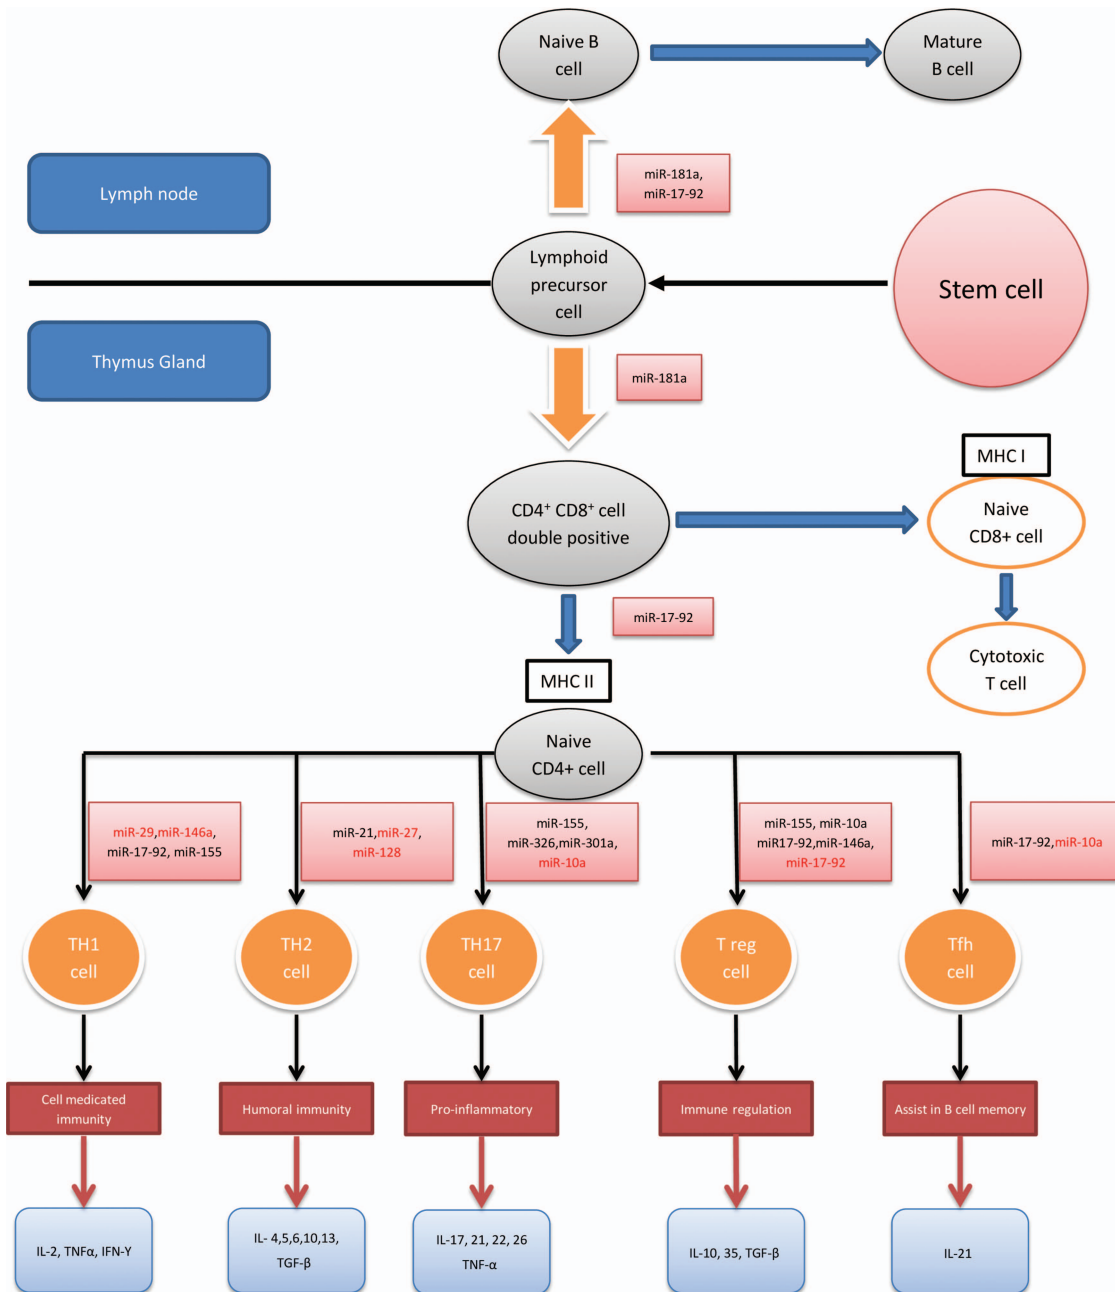 Naive B
cell
Mature
B cell
Lymph node
miR-181a,
miR-17-92
Lymphoid
precursor
cell
Stem cell
Thymus Gland
miR-181a
MHC I
CD4⁺ CD8⁺ cell
double positive
Naive
CD8+ cell
miR-17-92
Cytotoxic
T cell
MHC II
Naive
CD4+ cell
miR-29,miR-146a,
miR-17-92, miR-155
miR-21,miR-27,
miR-128
miR-155,
miR-326,miR-301a,
miR-10a
miR-155, miR-10a
miR17-92,miR-146a,
miR-17-92
miR-17-92,miR-10a
TH1
cell
TH2
cell
TH17
cell
T reg
cell
Tfh
cell
Cell medicated
immunity
Humoral immunity
Pro-inflammatory
Immune regulation
Assist in B cell memory
IL-2, TNFα, IFN-Y
IL- 4,5,6,10,13,
TGF-β
IL-17, 21, 22, 26
TNF-α
IL-10, 35, TGF-β
IL-21